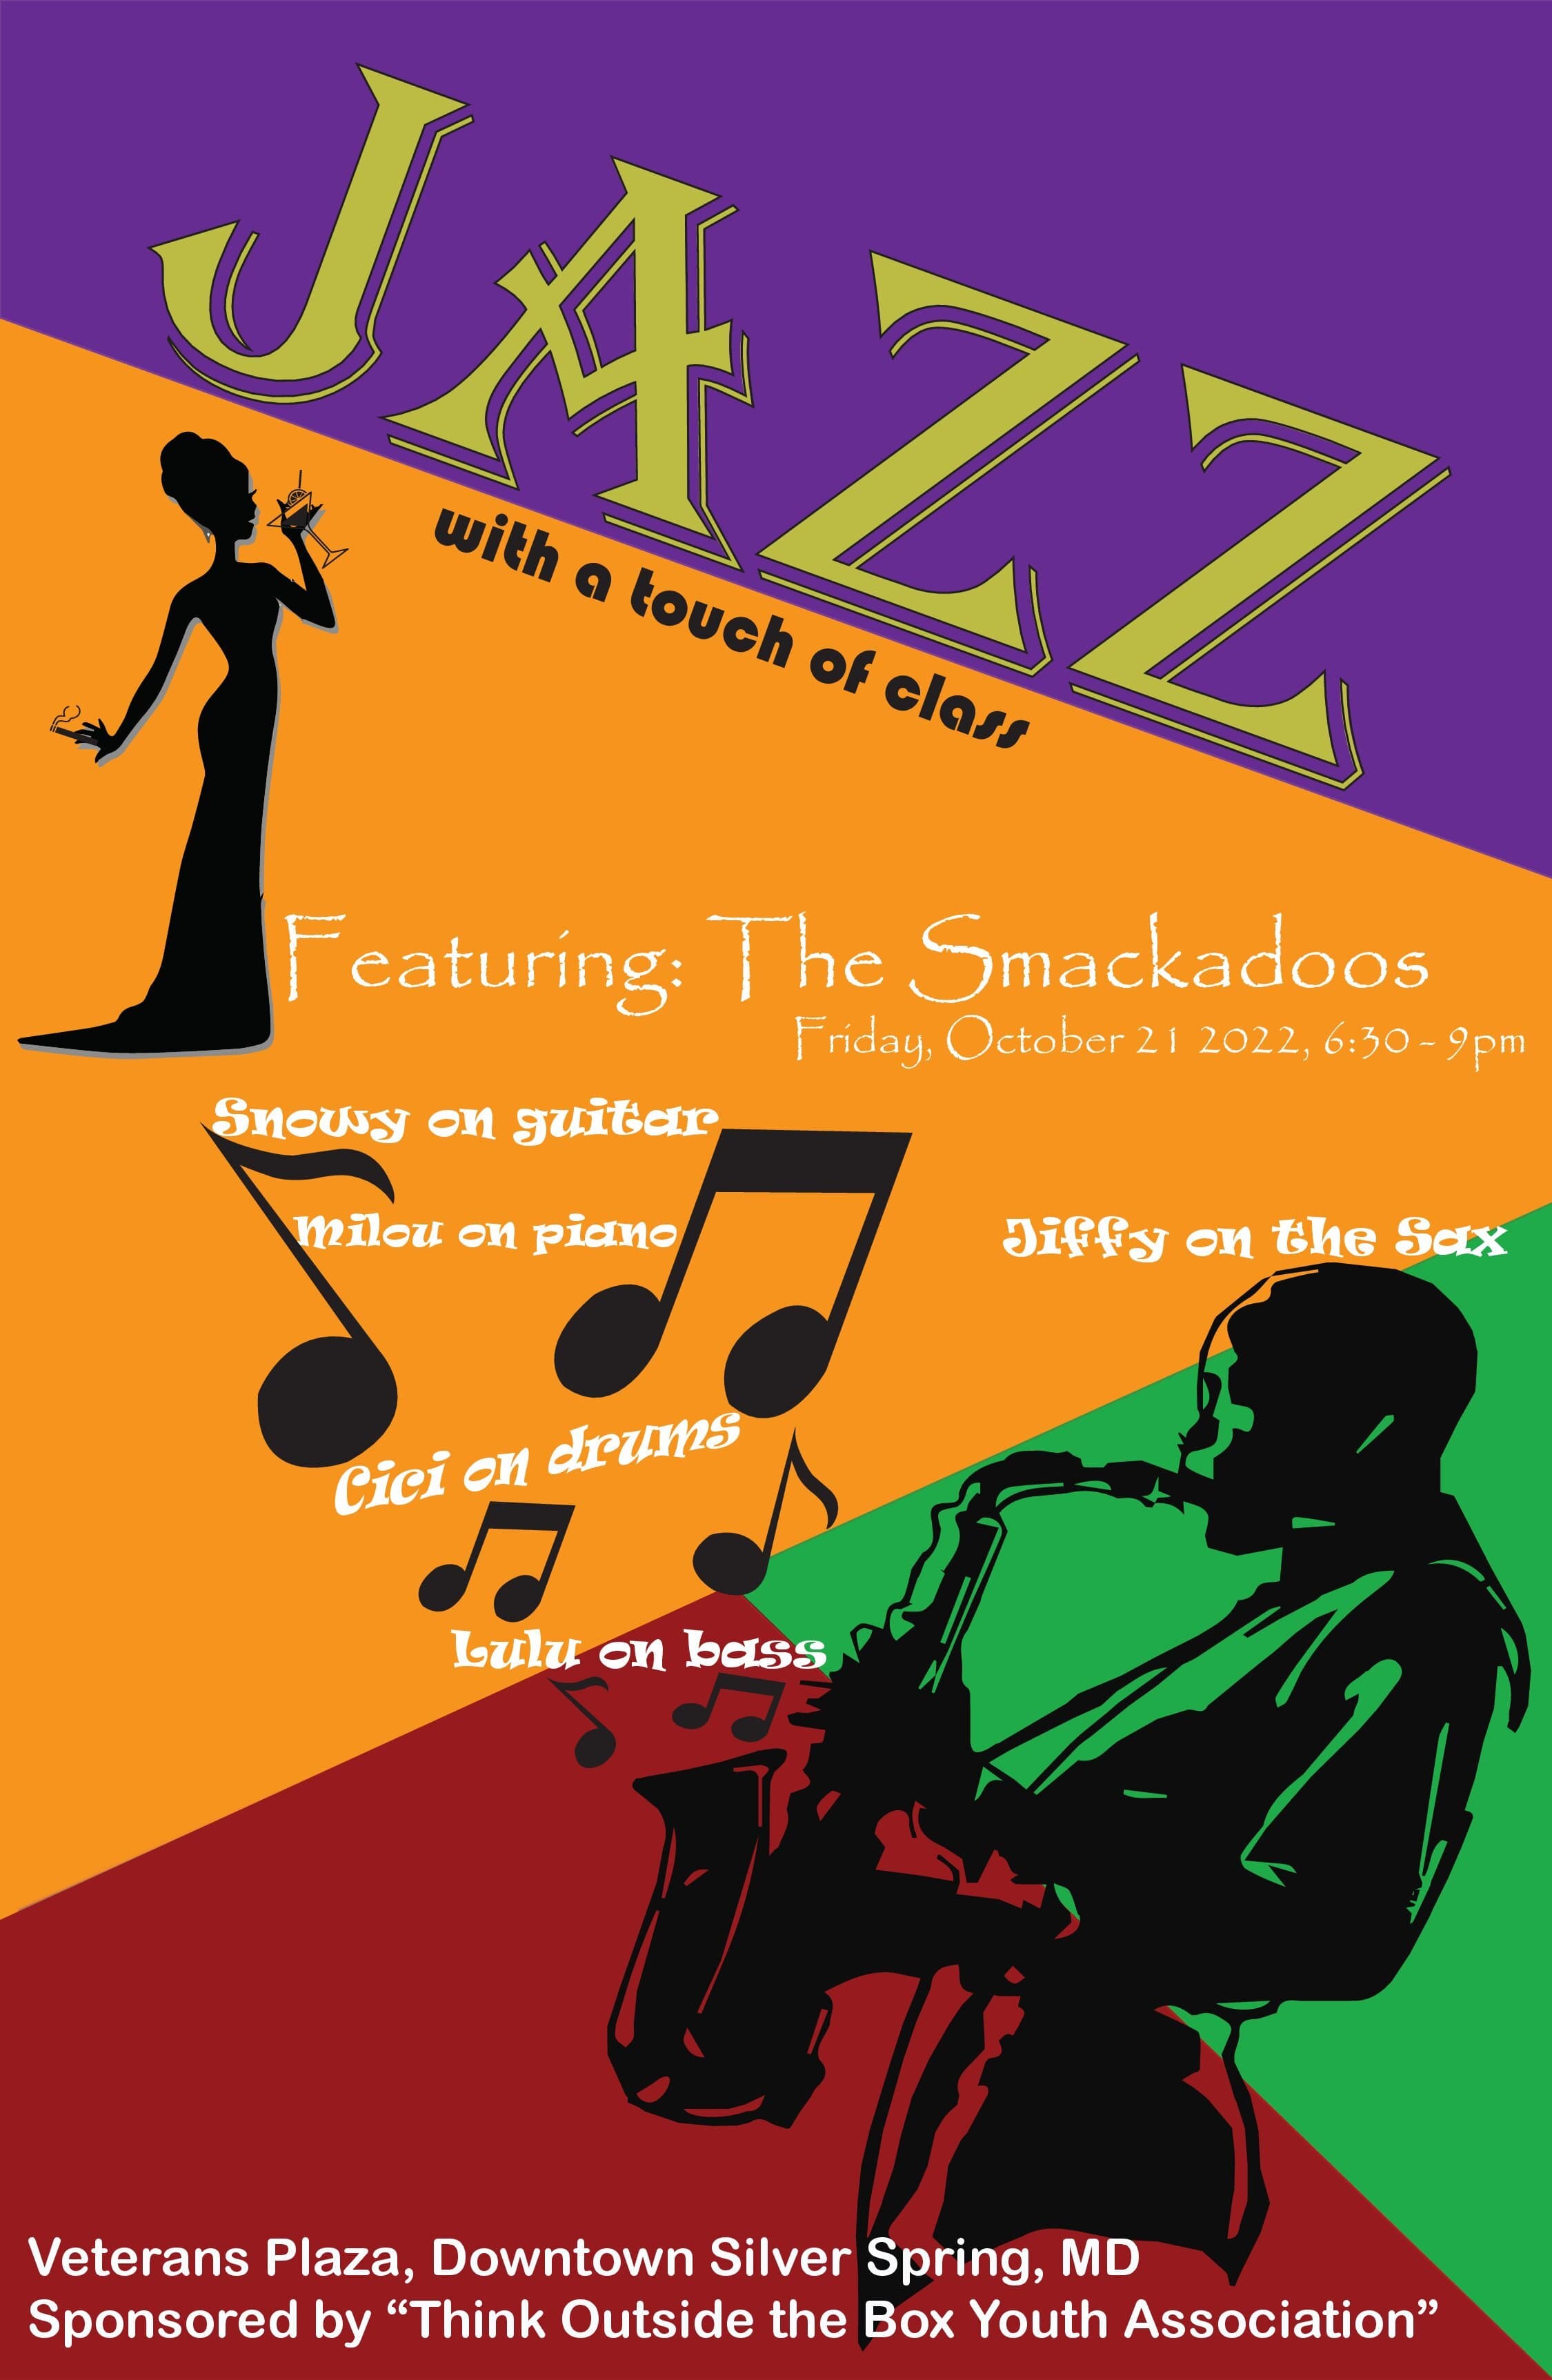 JAZZ
with a touch of class
Featuring: The Smackadoos
Friday, October 21 2022, 6:30 - 9pm
Snowy on guitar
Milou on piano
Jiffy on the Sax
Cici on drums
Lulu on bass
Veterans Plaza, Downtown Silver Spring, MD
Sponsored by “Think Outside the Box Youth Association”